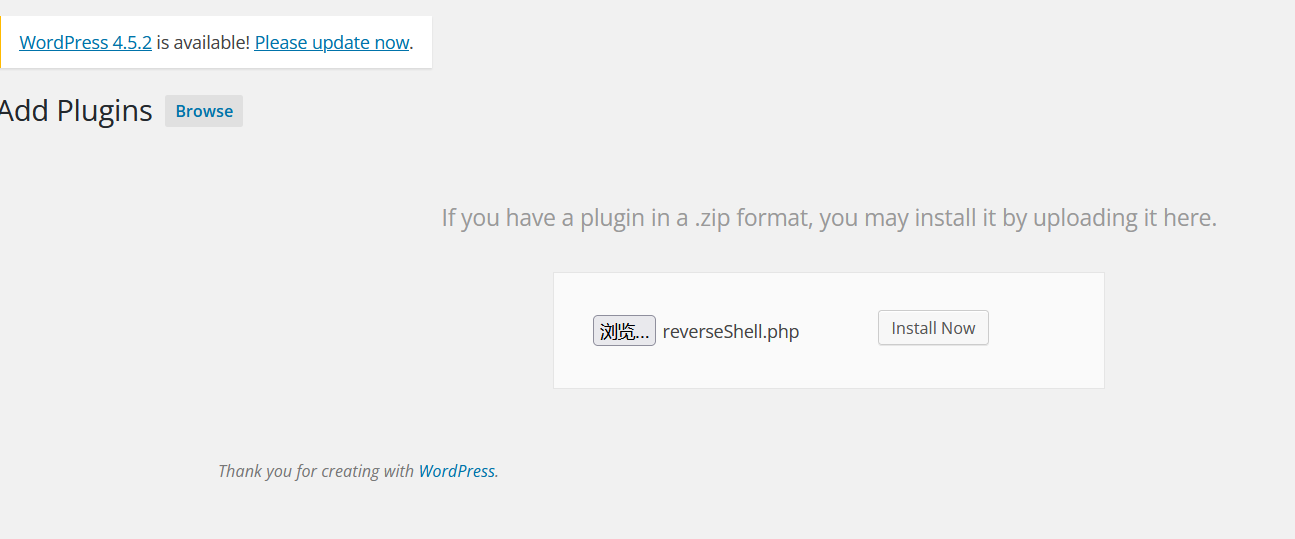 WordPress 4.5.2 is available! Please update now.
Add Plugins Browse
If you have a plugin in a .zip format, you may install it by uploading it here.
浏览... reverseShell.php Install Now
Thank you for creating with WordPress.